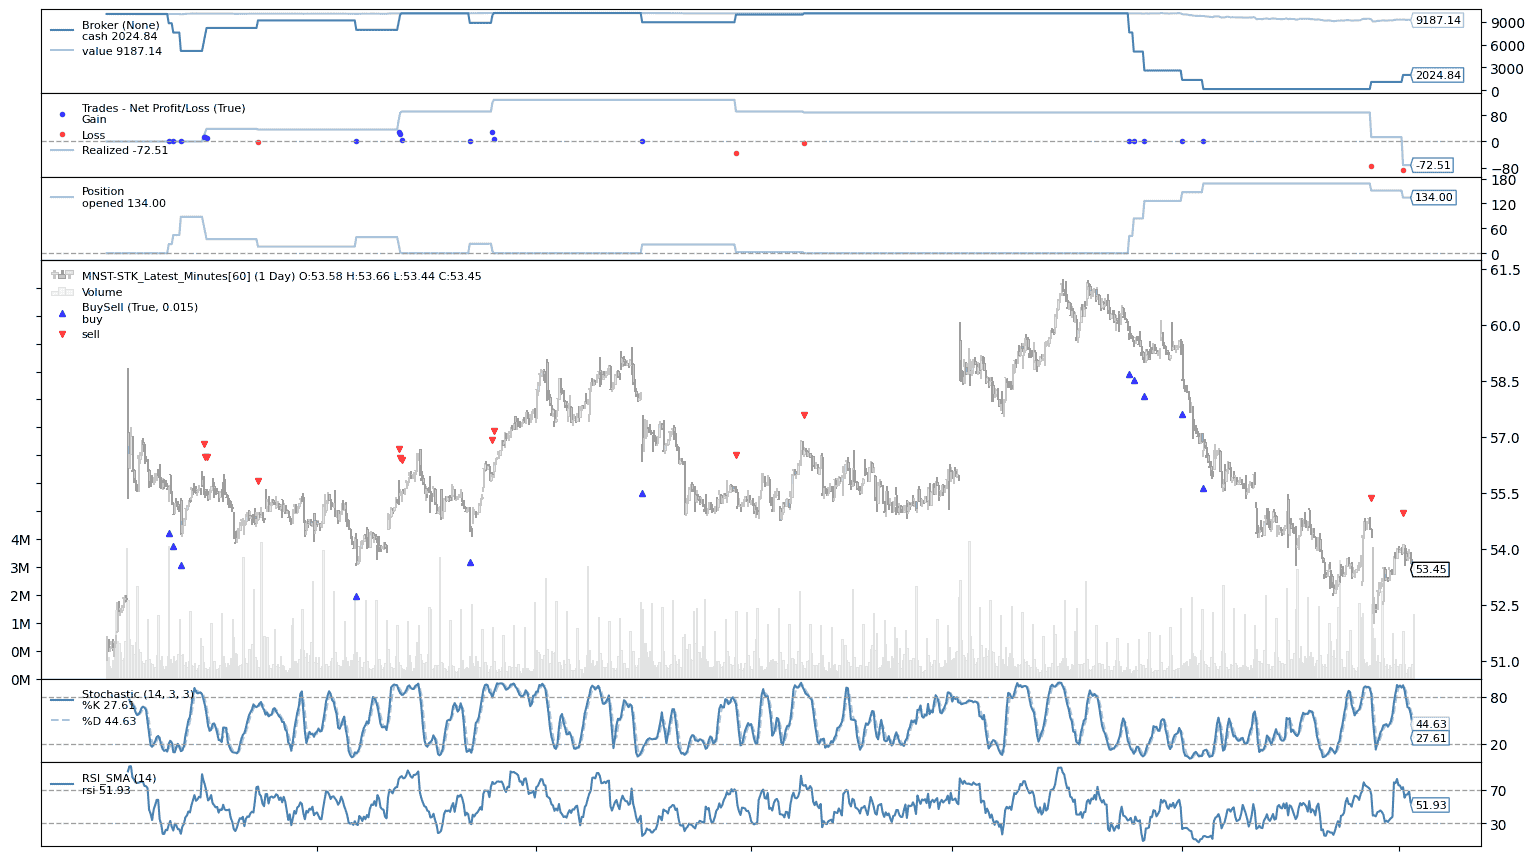 Broker (None)
cash 2024.84
value 9187.14
9187.14
2024.84
9000
6000
3000
0
Trades - Net Profit/Loss (True)
Gain
Loss
Realized -72.51
-72.51
80
0
−80
Position
opened 134.00
134.00
180
120
60
0
MNST-STK_Latest_Minutes[60] (1 Day) O:53.58 H:53.66 L:53.44 C:53.45
Volume
BuySell (True, 0.015)
buy
sell
61.5
60.0
58.5
57.0
55.5
54.0
53.45
52.5
51.0
4M
3M
2M
1M
0M
0M
Stochastic (14, 3, 3)
%K 27.61
%D 44.63
44.63
27.61
80
20
RSI_SMA (14)
rsi 51.93
51.93
70
30